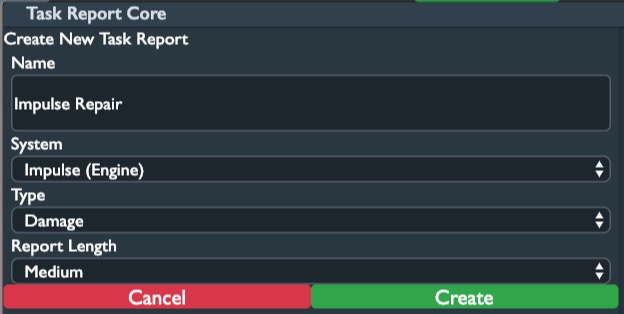 Task Report Core
Create New Task Report
Name
Impulse Repair
System
Impulse (Engine)
Type
Damage
Report Length
Medium
Cancel
Create